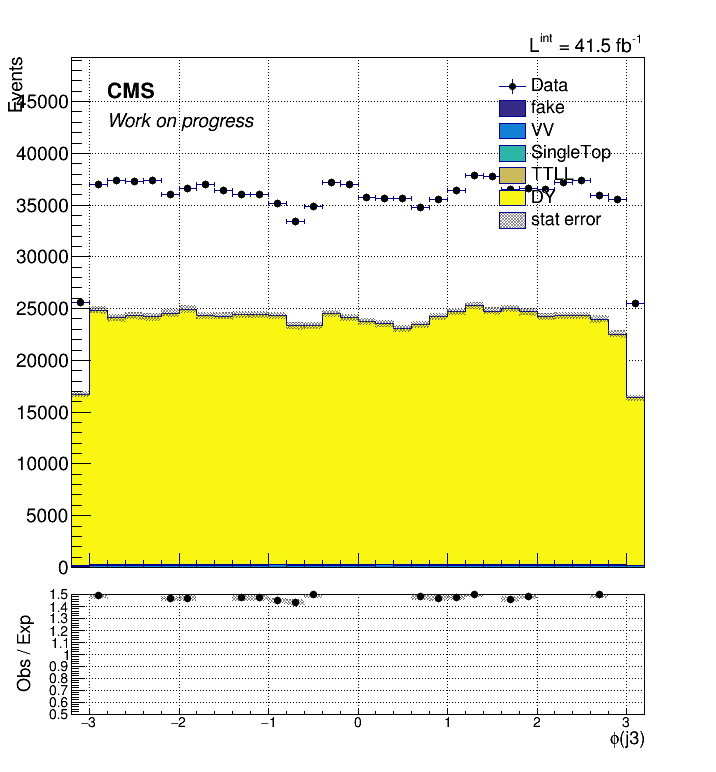 L^int = 41.5 fb^-1
Events
CMS
Work on progress
Data
fake
VV
SingleTop
TTLL
DY
stat error
45000
40000
35000
30000
25000
20000
15000
10000
5000
0
Obs / Exp
1.5
1.4
1.3
1.2
1.1
1
0.9
0.8
0.7
0.6
0.5
−3 −2 −1 0 1 2 3
ϕ(j3)